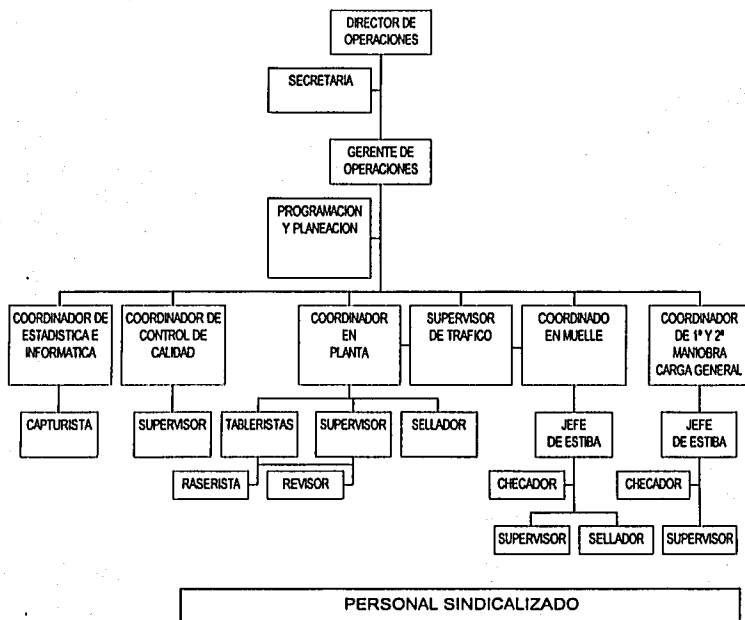 DIRECTOR DE
OPERACIONES
SECRETARIA
GERENTE DE
OPERACIONES
PROGRAMACION
Y PLANEACION
COORDINADOR DE
ESTADISTICA E
INFORMATICA
COORDINADOR DE
CONTROL DE
CALIDAD
COORDINADOR
EN
PLANTA
SUPERVISOR
DE TRAFICO
COORDINADO
EN MUELLE
COORDINADOR
DE 1ª Y 2ª
MANIOBRA
CARGA GENERAL
CAPTURISTA
SUPERVISOR
TABLERISTAS
SUPERVISOR
SELLADOR
JEFE
DE ESTIBA
JEFE
DE ESTIBA
RASERISTA
REVISOR
CHECADOR
CHECADOR
SUPERVISOR
SELLADOR
SUPERVISOR
PERSONAL SINDICALIZADO